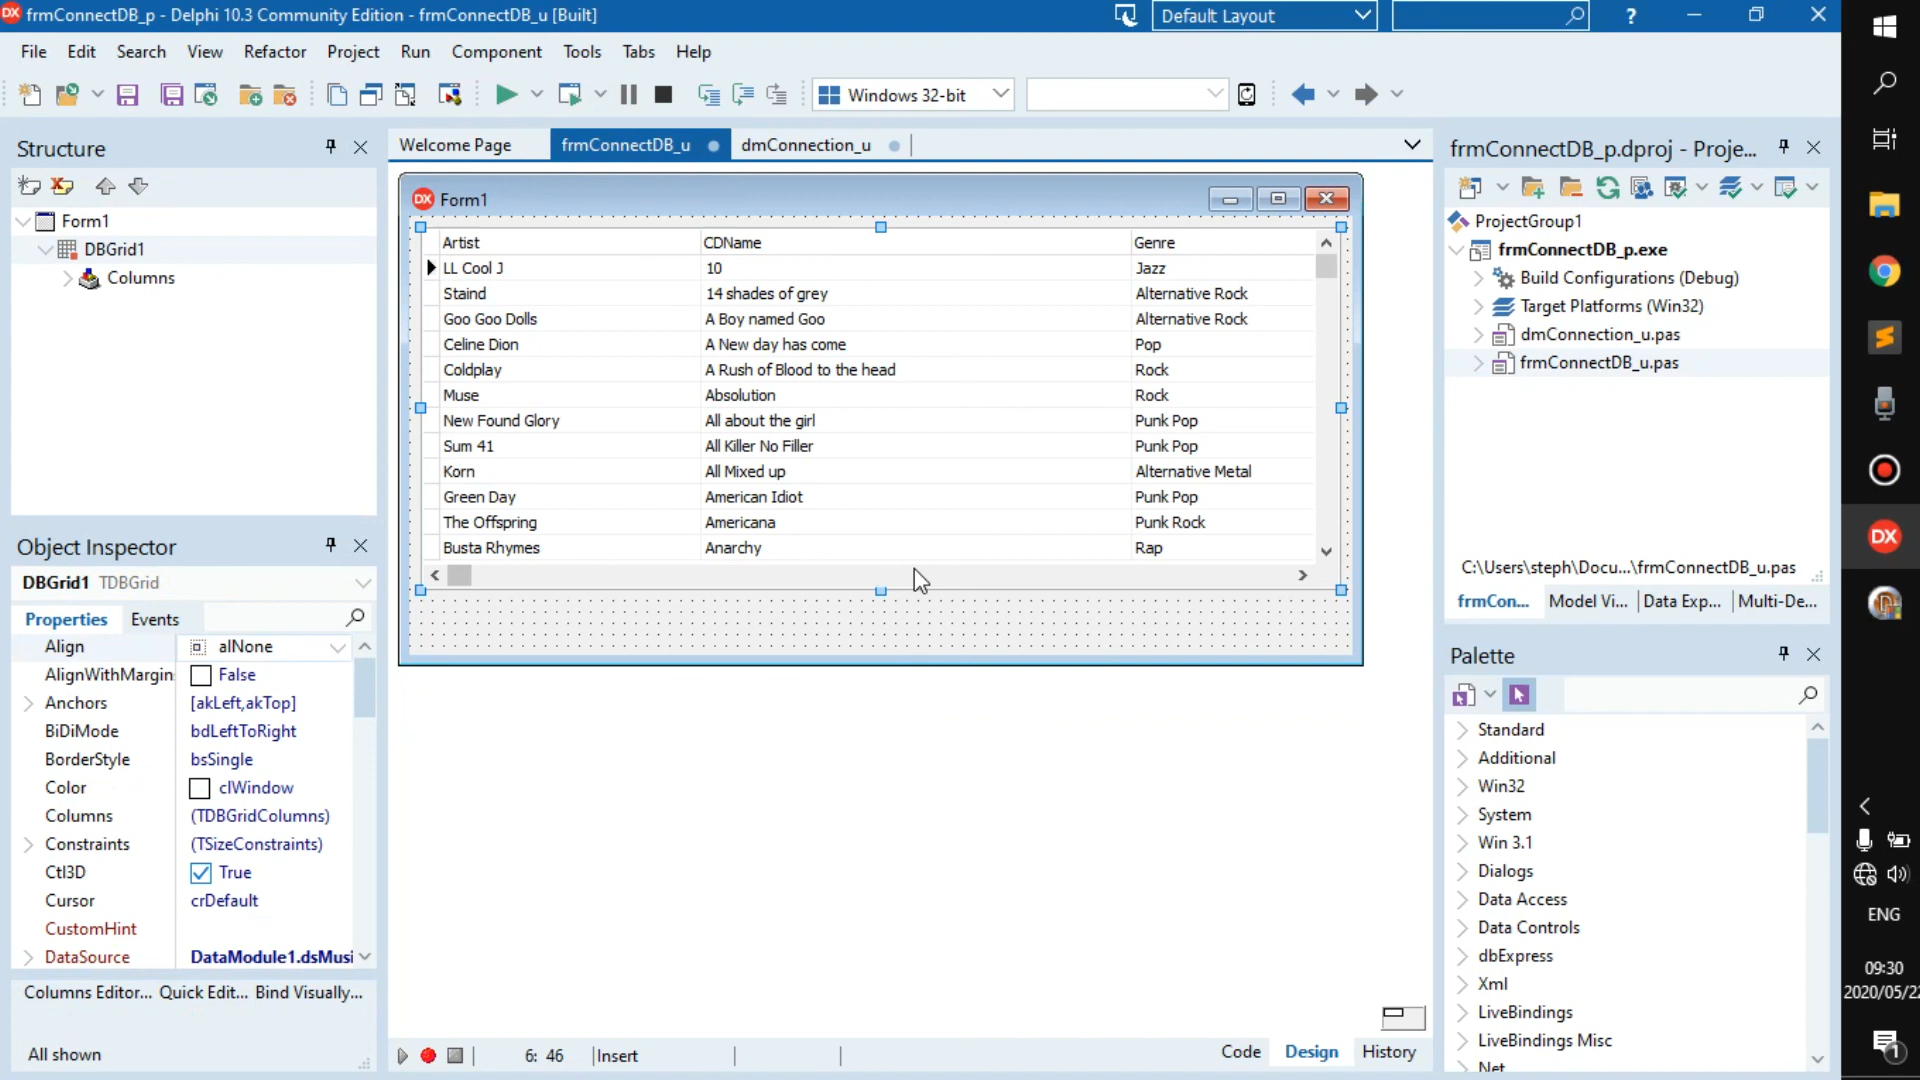 frmConnectDB_p - Delphi 10.3 Community Edition - frmConnectDB_u [Built]
Default Layout
?
File Edit Search View Refactor Project Run Component Tools Tabs Help
Windows 32-bit
Structure
Form1
DBGrid1
Columns
Object Inspector
DBGrid1 TDBGrid
Properties Events
Align alNone
AlignWithMargin: False
Anchors [akLeft,akTop]
BiDiMode bdLeftToRight
BorderStyle bsSingle
Color clWindow
Columns (TDBGridColumns)
Constraints (TSizeConstraints)
Ctl3D True
Cursor crDefault
CustomHint
DataSource DataModule1.dsMusi
Columns Editor... Quick Edit... Bind Visually...
All shown
Welcome Page frmConnectDB_u dmConnection_u
DX Form1
Artist CDName Genre
LL Cool J 10 Jazz
Staind 14 shades of grey Alternative Rock
Goo Goo Dolls A Boy named Goo Alternative Rock
Celine Dion A New day has come Pop
Coldplay A Rush of Blood to the head Rock
Muse Absolution Rock
New Found Glory All about the girl Punk Pop
Sum 41 All Killer No Filler Punk Pop
Korn All Mixed up Alternative Metal
Green Day American Idiot Punk Pop
The Offspring Americana Punk Rock
Busta Rhymes Anarchy Rap
6: 46 Insert
Code Design History
frmConnectDB_p.dproj - Proje...
ProjectGroup1
frmConnectDB_p.exe
Build Configurations (Debug)
Target Platforms (Win32)
dmConnection_u.pas
frmConnectDB_u.pas
C:\Users\steph\Docu...\frmConnectDB_u.pas
frmCon... Model Vi... Data Exp... Multi-De...
Palette
Standard
Additional
Win32
System
Win 3.1
Dialogs
Data Access
Data Controls
dbExpress
Xml
LiveBindings
LiveBindings Misc
Net
DX
ENG
09:30
2020/05/22
1